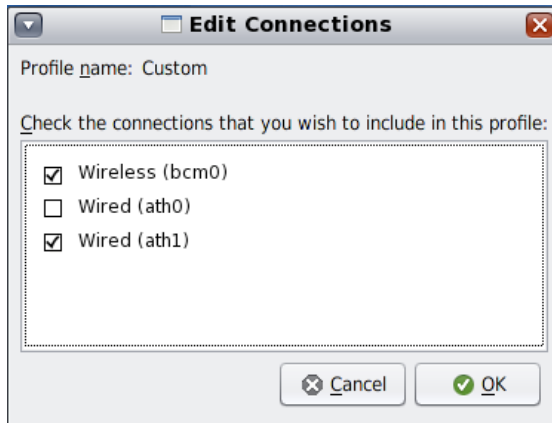 Edit Connections
Profile name: Custom
Check the connections that you wish to include in this profile:
Wireless (bcm0)
Wired (ath0)
Wired (ath1)
Cancel OK